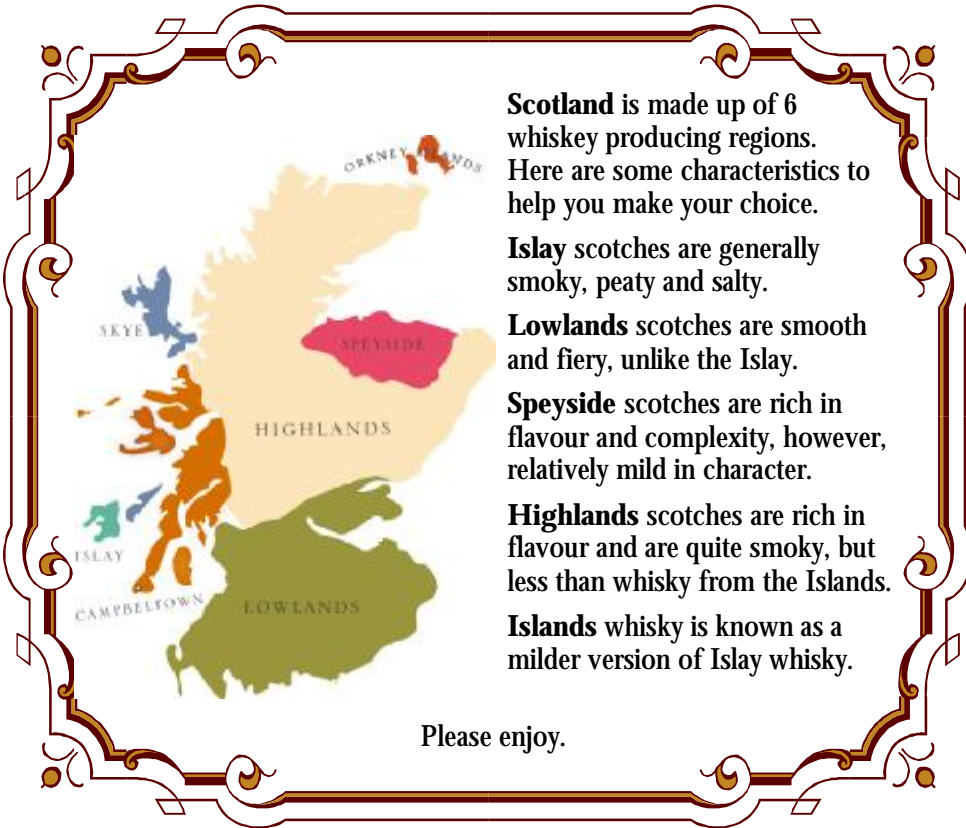 ORKNEY ISLANDS
SKYE
SPEYSIDE
HIGHLANDS
ISLAY
CAMPBELTOWN
LOWLANDS
Scotland is made up of 6
whiskey producing regions.
Here are some characteristics to
help you make your choice.
Islay scotches are generally
smoky, peaty and salty.
Lowlands scotches are smooth
and fiery, unlike the Islay.
Speyside scotches are rich in
flavour and complexity, however,
relatively mild in character.
Highlands scotches are rich in
flavour and are quite smoky, but
less than whisky from the Islands.
Islands whisky is known as a
milder version of Islay whisky.
Please enjoy.